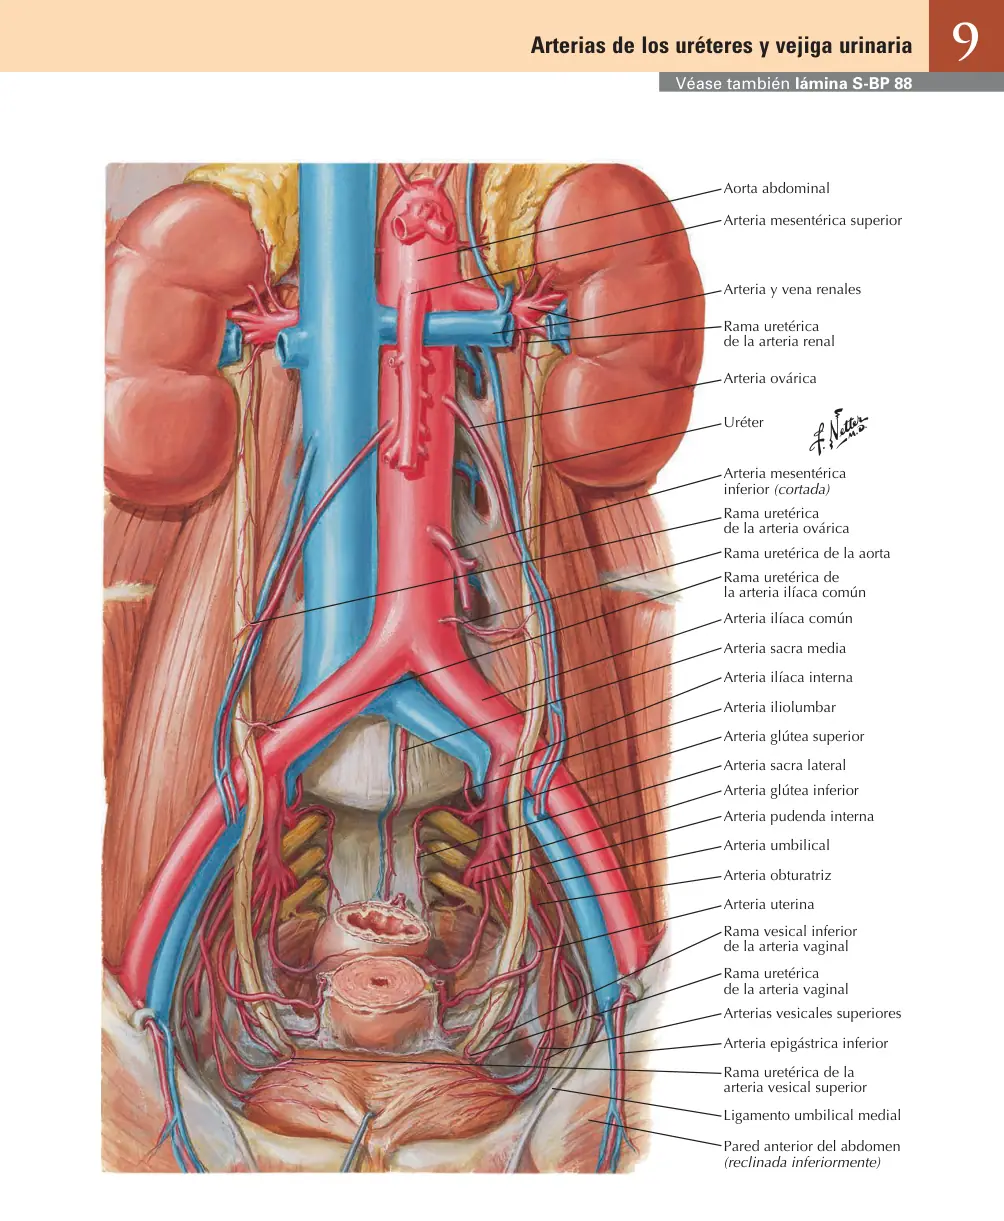 Arterias de los uréteres y vejiga urinaria
9
Véase también lámina S-BP 88
Aorta abdominal
Arteria mesentérica superior
Arteria y vena renales
Rama uretérica
de la arteria renal
Arteria ovárica
Uréter
F. Netter
M.D.
Arteria mesentérica
inferior (cortada)
Rama uretérica
de la arteria ovárica
Rama uretérica de la aorta
Rama uretérica de
la arteria ilíaca común
Arteria ilíaca común
Arteria sacra media
Arteria ilíaca interna
Arteria iliolumbar
Arteria glútea superior
Arteria sacra lateral
Arteria glútea inferior
Arteria pudenda interna
Arteria umbilical
Arteria obturatriz
Arteria uterina
Rama vesical inferior
de la arteria vaginal
Rama uretérica
de la arteria vaginal
Arterias vesicales superiores
Arteria epigástrica inferior
Rama uretérica de la
arteria vesical superior
Ligamento umbilical medial
Pared anterior del abdomen
(reclinada inferiormente)